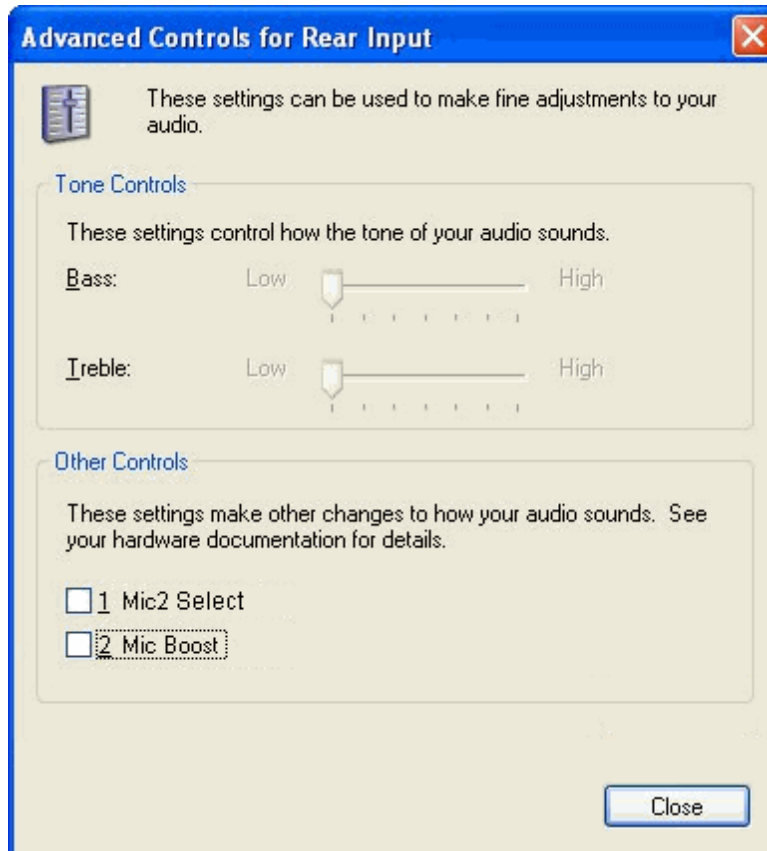 Advanced Controls for Rear Input
These settings can be used to make fine adjustments to your
audio.
Tone Controls
These settings control how the tone of your audio sounds.
Bass: Low High
Treble: Low High
Other Controls
These settings make other changes to how your audio sounds. See
your hardware documentation for details.
1 Mic2 Select
2 Mic Boost
Close